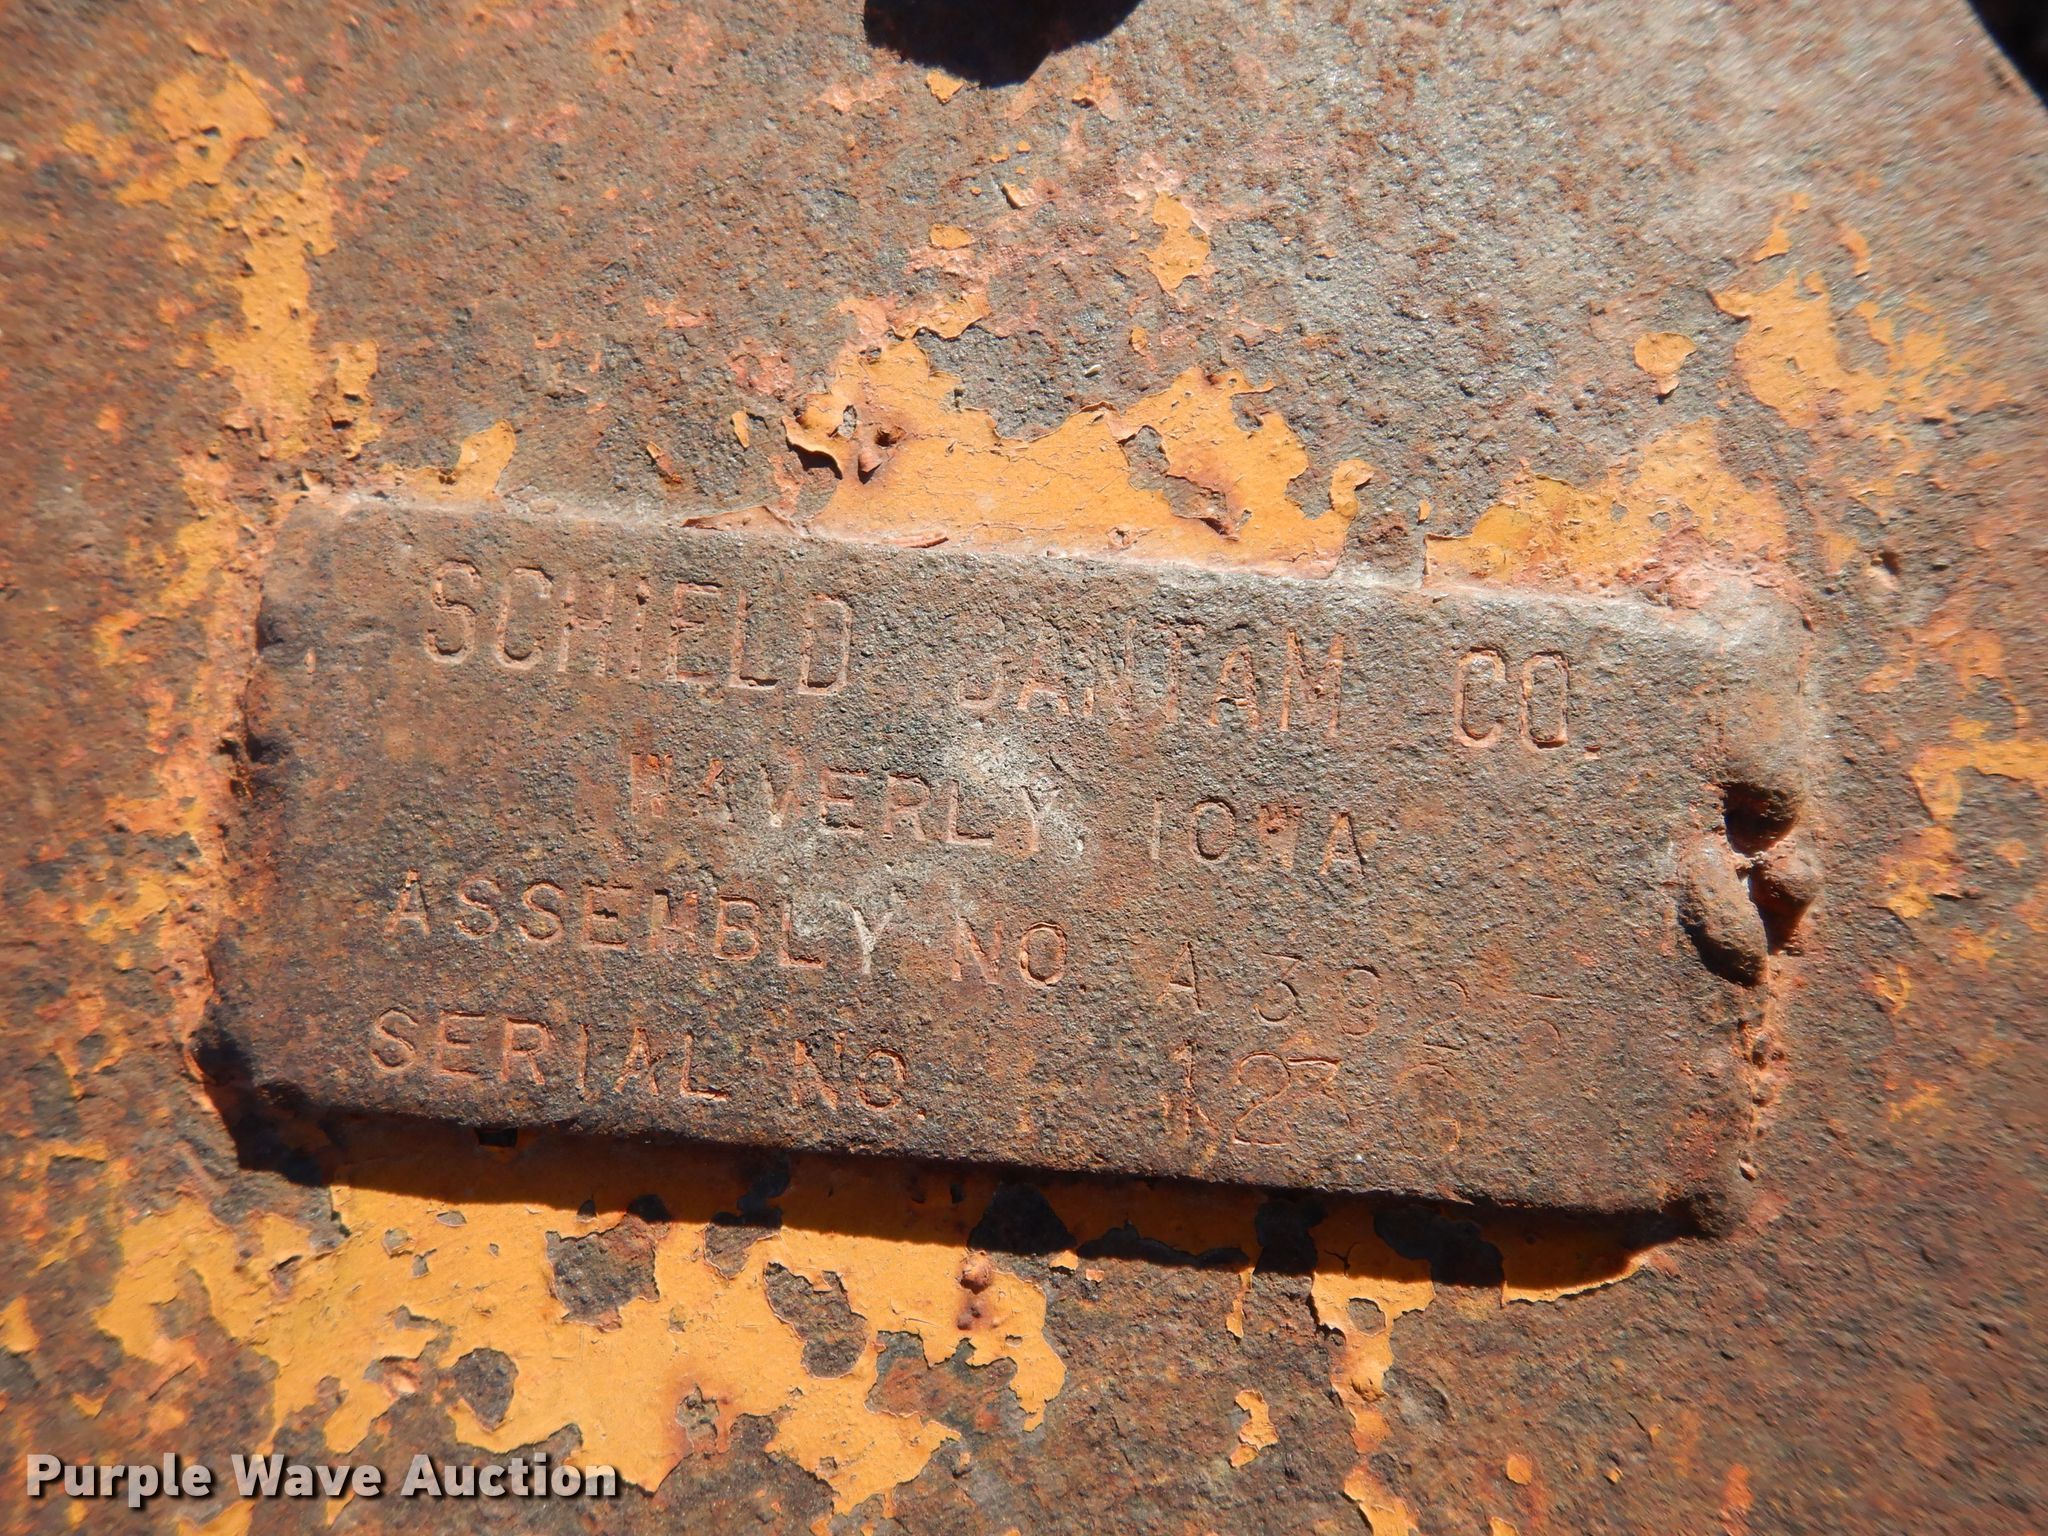 SCHIELD BANTAM CO.
WAVERLY, IOWA
ASSEMBLY NO A
SERIAL NO.
Purple Wave Auction